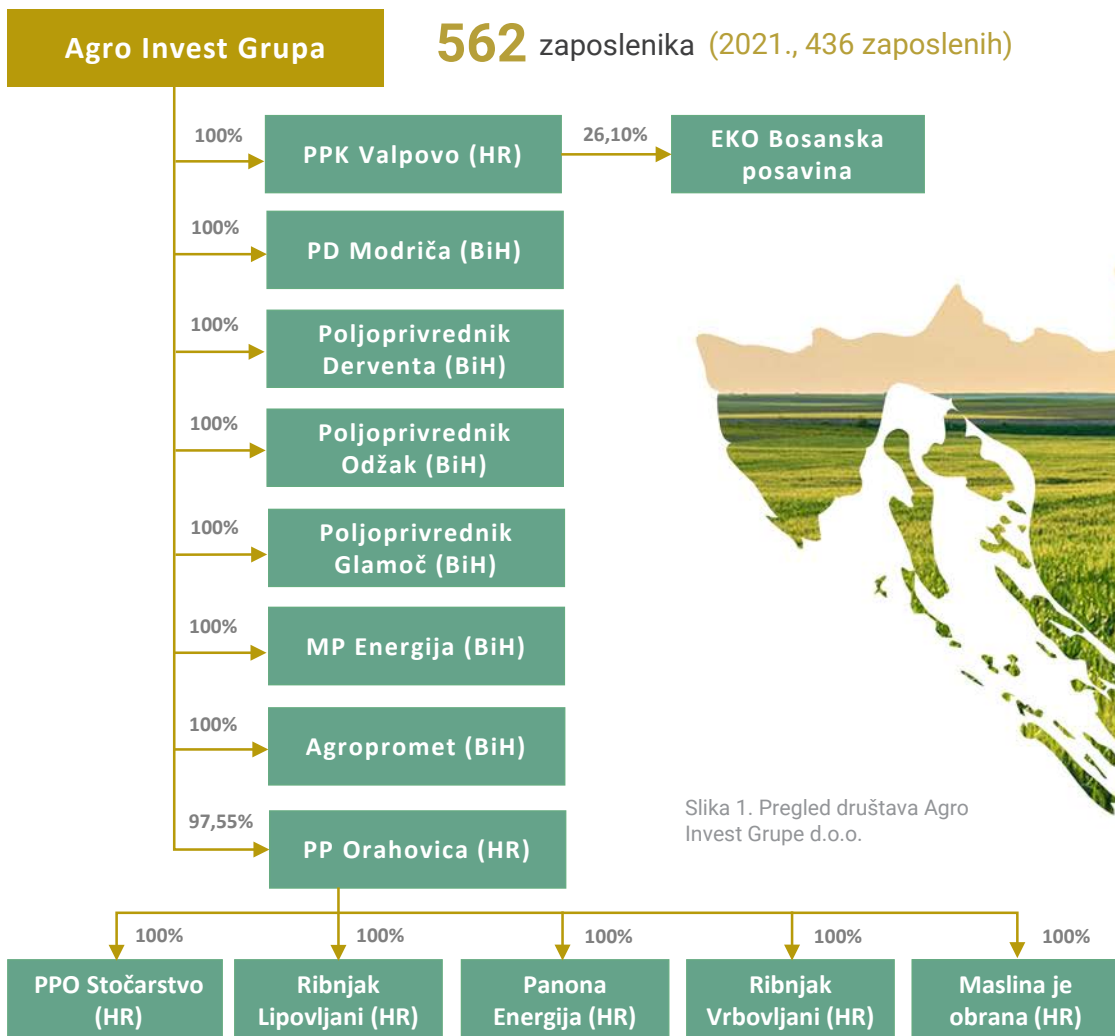 Agro Invest Grupa
562 zaposlenika (2021., 436 zaposlenih)
100%
PPK Valpovo (HR)
26,10%
EKO Bosanska
posavina
100%
PD Modriča (BiH)
100%
Poljoprivrednik
Derventa (BiH)
100%
Poljoprivrednik
Odžak (BiH)
100%
Poljoprivrednik
Glamoč (BiH)
100%
MP Energija (BiH)
100%
Agropromet (BiH)
97,55%
PP Orahovica (HR)
Slika 1. Pregled društava Agro
Invest Grupe d.o.o.
100%
PPO Stočarstvo
(HR)
100%
Ribnjak
Lipovljani (HR)
100%
Panona
Energija (HR)
100%
Ribnjak
Vrbovljani (HR)
100%
Maslina je
obrana (HR)